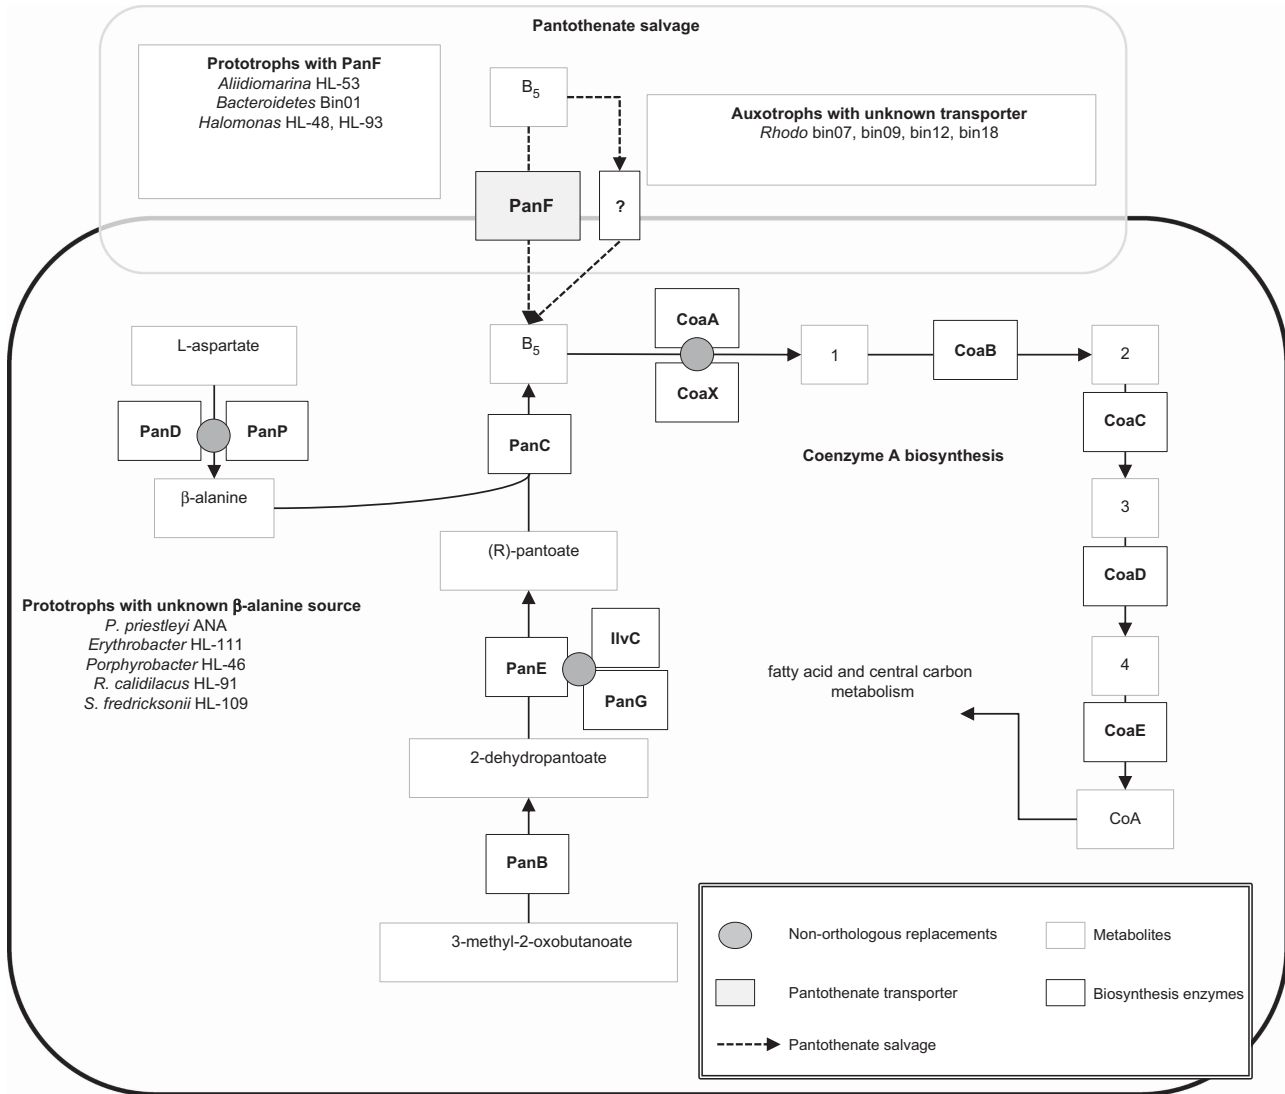 Pantothenate salvage
Prototrophs with PanF
Aliidiomarina HL-53
Bacteroidetes Bin01
Halomonas HL-48, HL-93
B5
Auxotrophs with unknown transporter
Rhodo bin07, bin09, bin12, bin18
PanF
?
L-aspartate
B5
CoaA
CoaX
1
CoaB
2
PanD
PanP
PanC
CoaC
Coenzyme A biosynthesis
β-alanine
3
(R)-pantoate
CoaD
Prototrophs with unknown β-alanine source
P. priestleyi ANA
Erythrobacter HL-111
Porphyrobacter HL-46
R. calidilacus HL-91
S. fredricksonii HL-109
IlvC
PanE
PanG
4
fatty acid and central carbon
metabolism
CoaE
2-dehydropantoate
CoA
PanB
3-methyl-2-oxobutanoate
Non-orthologous replacements
Metabolites
Pantothenate transporter
Biosynthesis enzymes
Pantothenate salvage